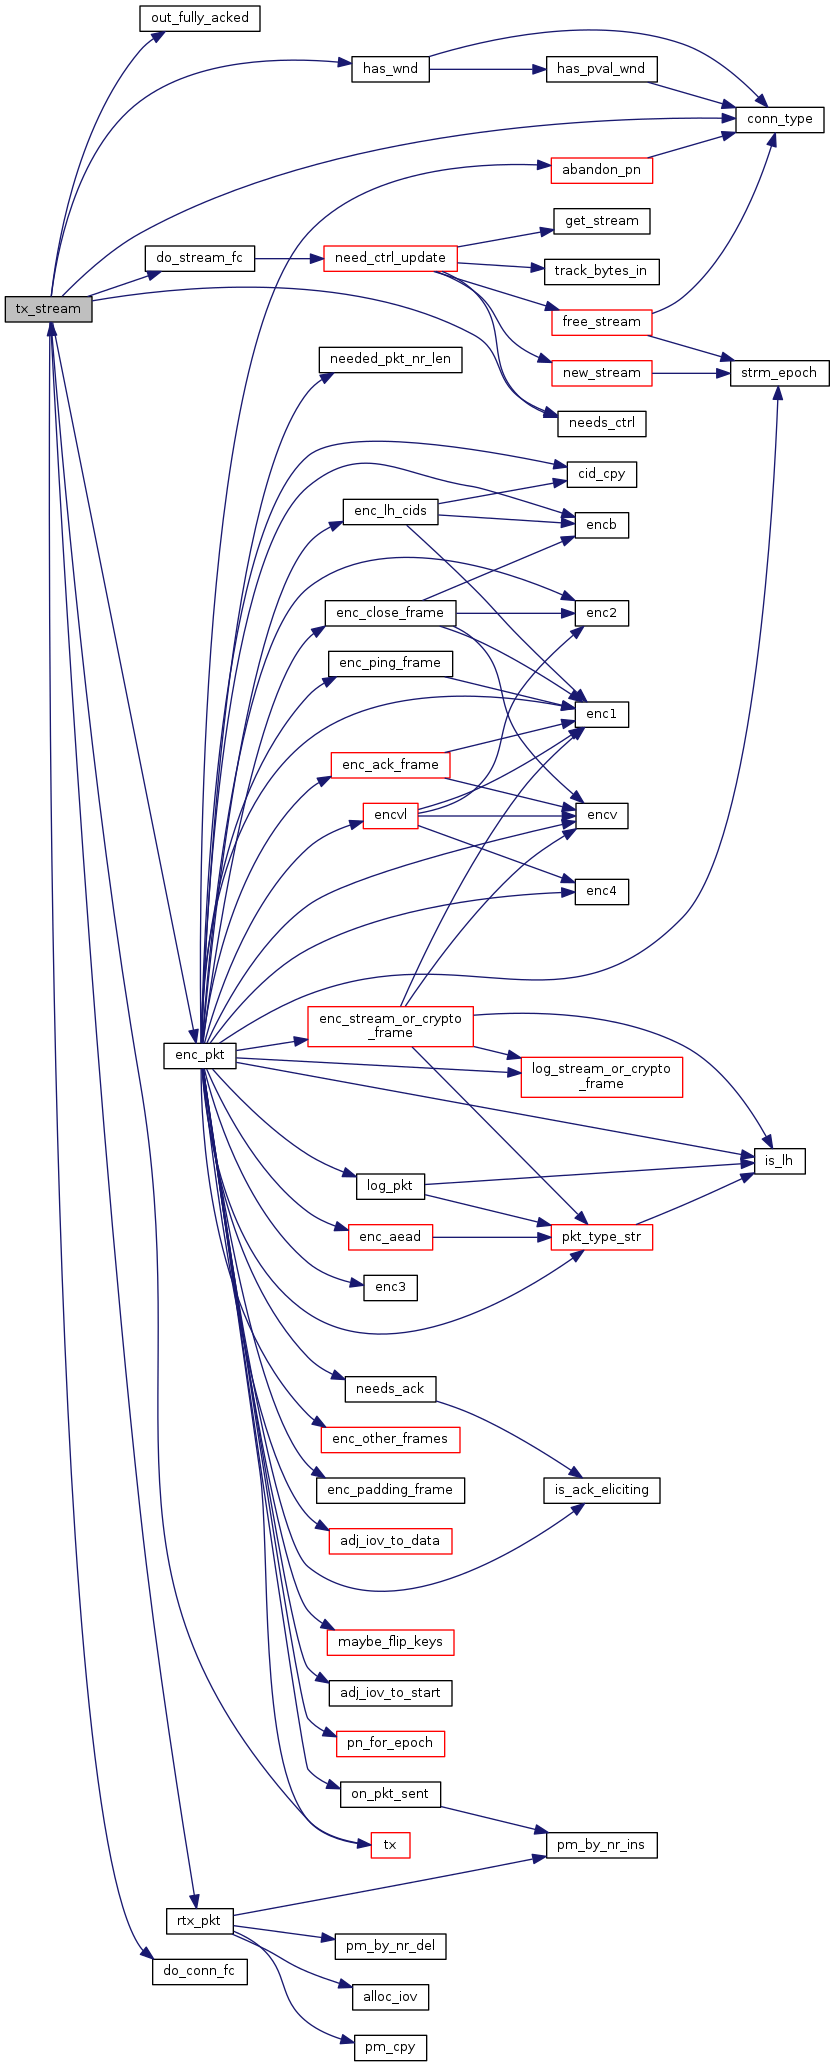 out_fully_acked
has_wnd
has_pval_wnd
conn_type
abandon_pn
get_stream
do_stream_fc
need_ctrl_update
track_bytes_in
tx_stream
free_stream
needed_pkt_nr_len
new_stream
strm_epoch
needs_ctrl
cid_cpy
enc_lh_cids
encb
enc_close_frame
enc2
enc_ping_frame
enc1
enc_ack_frame
encvl
encv
enc4
enc_stream_or_crypto
_frame
enc_pkt
log_stream_or_crypto
_frame
is_lh
log_pkt
enc_aead
pkt_type_str
enc3
needs_ack
enc_other_frames
enc_padding_frame
is_ack_eliciting
adj_iov_to_data
maybe_flip_keys
adj_iov_to_start
pn_for_epoch
on_pkt_sent
tx
pm_by_nr_ins
rtx_pkt
pm_by_nr_del
do_conn_fc
alloc_iov
pm_cpy